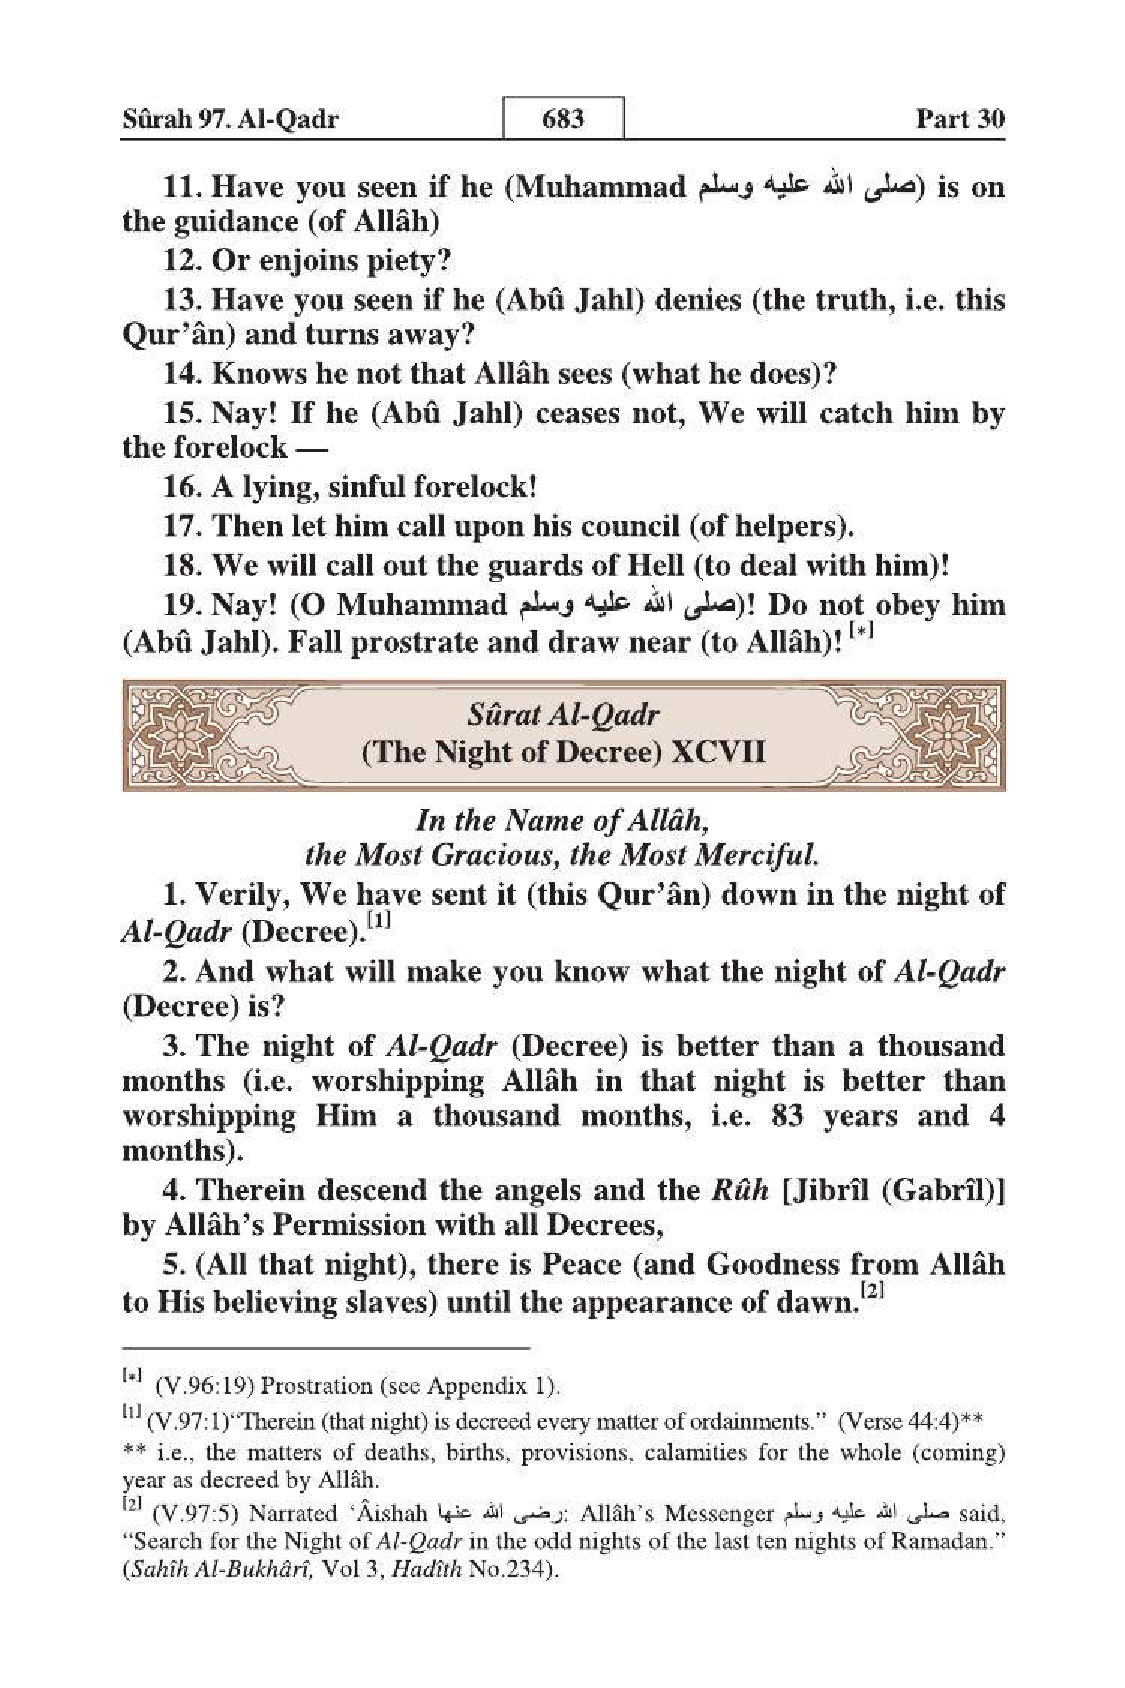 Sûrah 97. Al-Qadr 683 Part 30
11. Have you seen if he (Muhammad صلى الله عليه وسلم) is on
the guidance (of Allâh)
12. Or enjoins piety?
13. Have you seen if he (Abû Jahl) denies (the truth, i.e. this
Qur’ân) and turns away?
14. Knows he not that Allâh sees (what he does)?
15. Nay! If he (Abû Jahl) ceases not, We will catch him by
the forelock —
16. A lying, sinful forelock!
17. Then let him call upon his council (of helpers).
18. We will call out the guards of Hell (to deal with him)!
19. Nay! (O Muhammad صلى الله عليه وسلم)! Do not obey him
(Abû Jahl). Fall prostrate and draw near (to Allâh)! [*]
Sûrat Al-Qadr
(The Night of Decree) XCVII
In the Name of Allâh,
the Most Gracious, the Most Merciful.
1. Verily, We have sent it (this Qur’ân) down in the night of
Al-Qadr (Decree).[1]
2. And what will make you know what the night of Al-Qadr
(Decree) is?
3. The night of Al-Qadr (Decree) is better than a thousand
months (i.e. worshipping Allâh in that night is better than
worshipping Him a thousand months, i.e. 83 years and 4
months).
4. Therein descend the angels and the Rûh [Jibrîl (Gabrîl)]
by Allâh’s Permission with all Decrees,
5. (All that night), there is Peace (and Goodness from Allâh
to His believing slaves) until the appearance of dawn.[2]
[*] (V.96:19) Prostration (see Appendix 1).
[1] (V.97:1)“Therein (that night) is decreed every matter of ordainments.” (Verse 44:4)**
** i.e., the matters of deaths, births, provisions, calamities for the whole (coming)
year as decreed by Allâh.
[2] (V.97:5) Narrated ‘Âishah رضى الله عنها: Allâh’s Messenger صلى الله عليه وسلم said,
“Search for the Night of Al-Qadr in the odd nights of the last ten nights of Ramadan.”
(Sahîh Al-Bukhârî, Vol 3, Hadîth No.234).